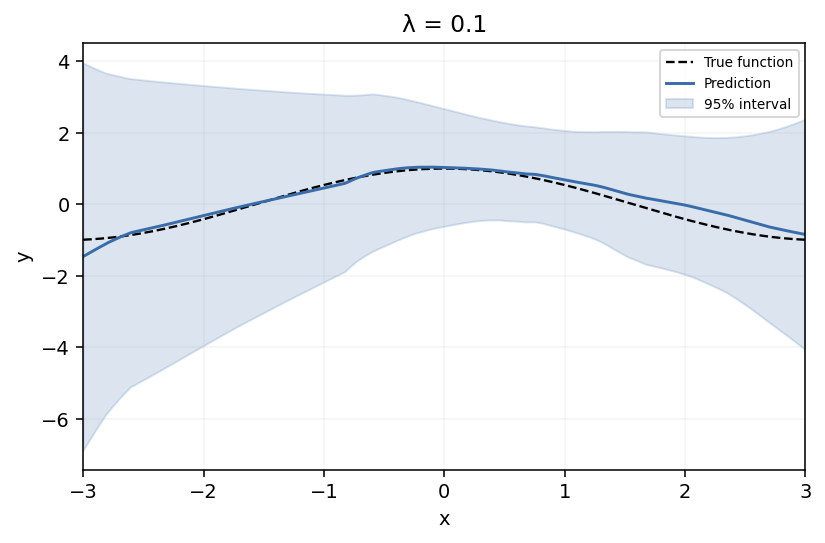 λ = 0.1
True function
Prediction
95% interval
y
4
2
0
−2
−4
−6
−3
−2
−1
0
1
2
3
x